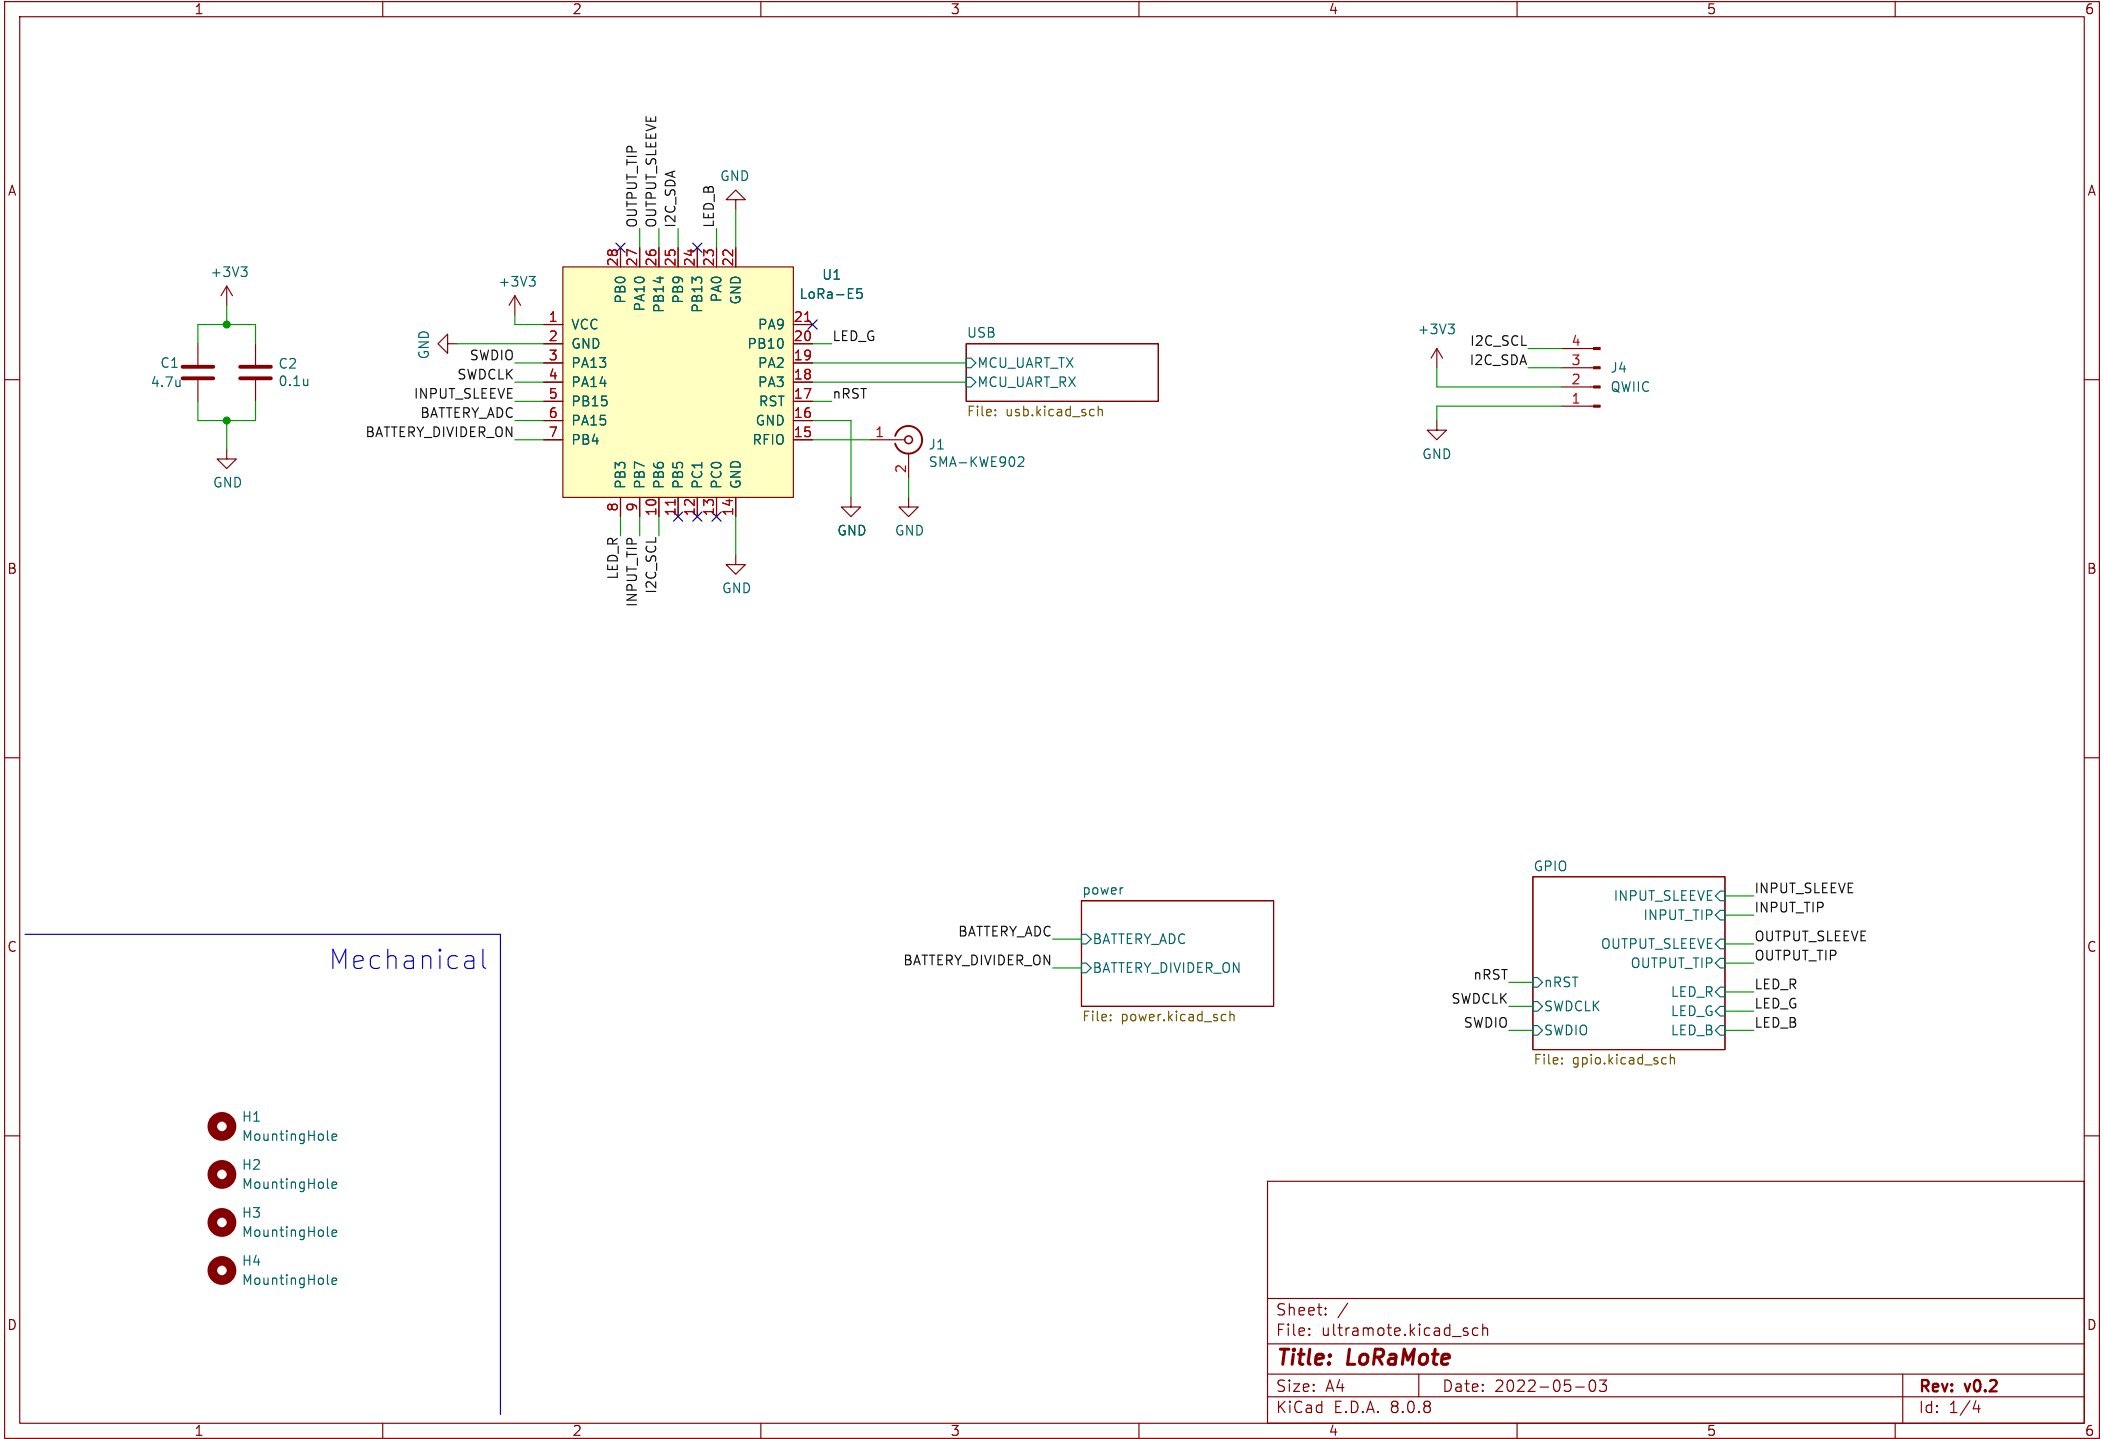 1 2 3 4 5 6
A
B
C
D
A
B
C
D
1 2 3 4 5 6
+3V3
C1
4.7u
C2
0.1u
GND
OUTPUT_TIP
OUTPUT_SLEEVE
I2C_SDA
LED_B
GND
28 27 26 25 24 23 22
PB0 PA10 PB14 PB9 PB13 PA0 GND
U1
LoRa-E5
+3V3
GND
SWDIO
SWDCLK
INPUT_SLEEVE
BATTERY_ADC
BATTERY_DIVIDER_ON
1 VCC
2 GND
3 PA13
4 PA14
5 PB15
6 PA15
7 PB4
PA9 21
PB10 20 LED_G
PA2 19
PA3 18
RST 17 nRST
GND 16
RFIO 15
PB3 PB7 PB6 PB5 PC1 PC0 GND
8 9 10 11 12 13 14
LED_R
INPUT_TIP
I2C_SCL
GND
GND
1
2
J1
SMA-KWE902
GND
USB
MCU_UART_TX
MCU_UART_RX
File: usb.kicad_sch
+3V3
I2C_SCL 4
I2C_SDA 3
2
1
J4
QWIIC
GND
power
BATTERY_ADC BATTERY_ADC
BATTERY_DIVIDER_ON BATTERY_DIVIDER_ON
File: power.kicad_sch
GPIO
INPUT_SLEEVE INPUT_SLEEVE
INPUT_TIP INPUT_TIP
OUTPUT_SLEEVE OUTPUT_SLEEVE
OUTPUT_TIP OUTPUT_TIP
nRST nRST
SWDCLK SWDCLK
SWDIO SWDIO
LED_R LED_R
LED_G LED_G
LED_B LED_B
File: gpio.kicad_sch
Mechanical
H1
MountingHole
H2
MountingHole
H3
MountingHole
H4
MountingHole
Sheet: /
File: ultramote.kicad_sch
Title: LoRaMote
Size: A4 Date: 2022-05-03 Rev: v0.2
KiCad E.D.A. 8.0.8 Id: 1/4